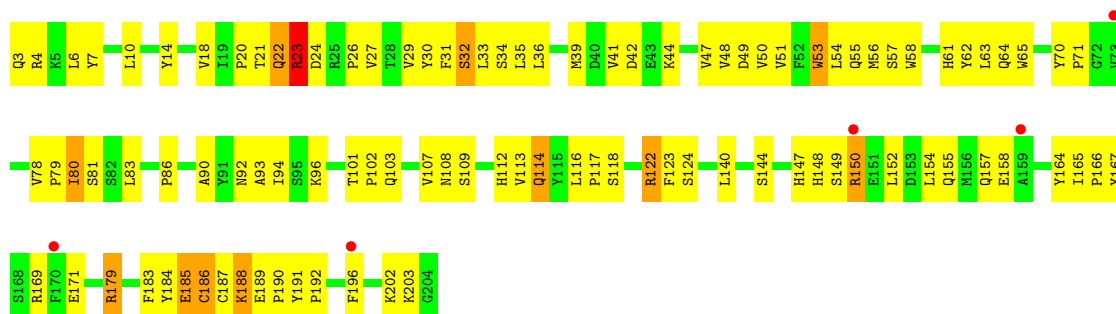 Q3 R4 K5 L6 Y7 L10 Y14 V18 I19 P20 T21 Q22 R23 D24 R25 P26 V27 T28 V29 Y30 F31 S32 L33 S34 L35 L36 M39 D40 V41 D42 E43 K44 V47 V48 D49 V50 V51 F52 W53 L54 Q55 M56 S57 W58 H61 Y62 L63 Q64 W65 Y70 P71 G72 V73
V78 P79 I80 S81 S82 L83 P86 A90 Y91 N92 A93 I94 S95 K96 T101 P102 Q103 V107 N108 S109 H112 V113 Q114 Y115 L116 P117 S118 R122 F123 S124 L140 S144 H147 H148 S149 R150 E151 L152 D153 L154 Q155 M156 Q157 E158 A159 Y164 I165 P166 Y167
S168 R169 F170 E171 R179 F183 Y184 E185 C186 C187 K188 E189 P190 Y191 P192 F196 K202 K203 G204